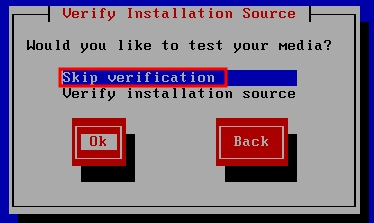 Verify Installation Source
Would you like to test your media?
Skip verification
Verify installation source
Ok Back